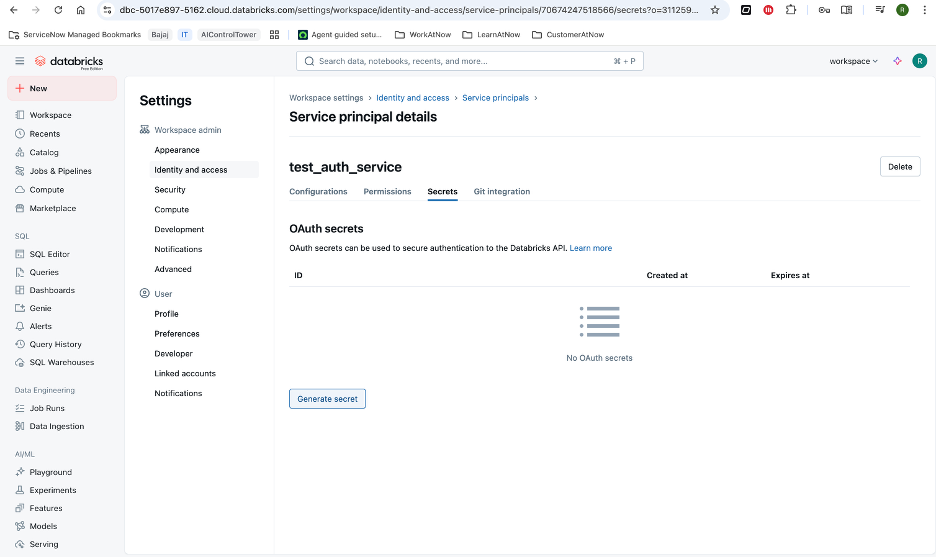 dbc-5017e897-5162.cloud.databricks.com/settings/workspace/identity-and-access/service-principals/70674247518566/secrets?o=311259...
R
ServiceNow Managed Bookmarks Bajaj IT AIControlTower Agent guided setu... WorkAtNow LearnAtNow CustomerAtNow
databricks
Free Edition
Search data, notebooks, recents, and more... ⌘ + P
workspace
R
New
Workspace
Recents
Catalog
Jobs & Pipelines
Compute
Marketplace
SQL
SQL Editor
Queries
Dashboards
Genie
Alerts
Query History
SQL Warehouses
Data Engineering
Job Runs
Data Ingestion
AI/ML
Playground
Experiments
Features
Models
Serving
Settings
Workspace admin
Appearance
Identity and access
Security
Compute
Development
Notifications
Advanced
User
Profile
Preferences
Developer
Linked accounts
Notifications
Workspace settings > Identity and access > Service principals >
Service principal details
test_auth_service
Delete
Configurations Permissions Secrets Git integration
OAuth secrets
OAuth secrets can be used to secure authentication to the Databricks API. Learn more
ID Created at Expires at
No OAuth secrets
Generate secret